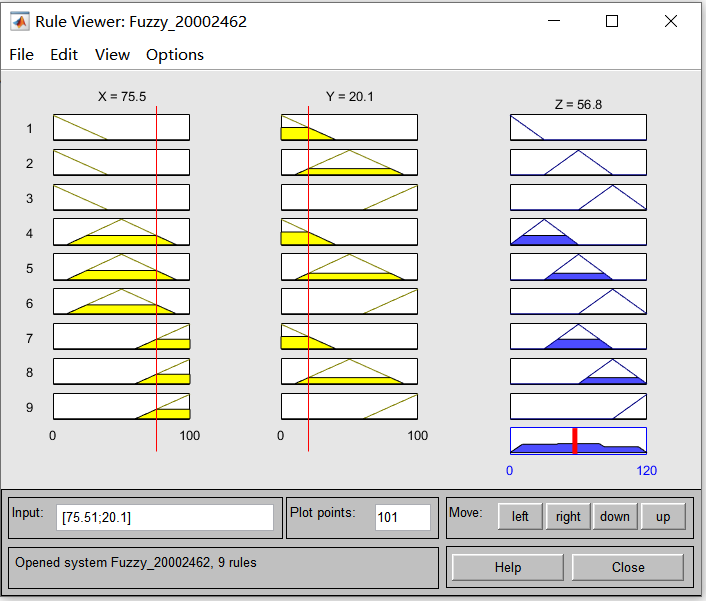 Rule Viewer: Fuzzy_20002462
File Edit View Options
X = 75.5 Y = 20.1 Z = 56.8
1
2
3
4
5
6
7
8
9
0 100 0 100
0 120
Input: [75.51;20.1] Plot points: 101 Move: left right down up
Opened system Fuzzy_20002462, 9 rules Help Close